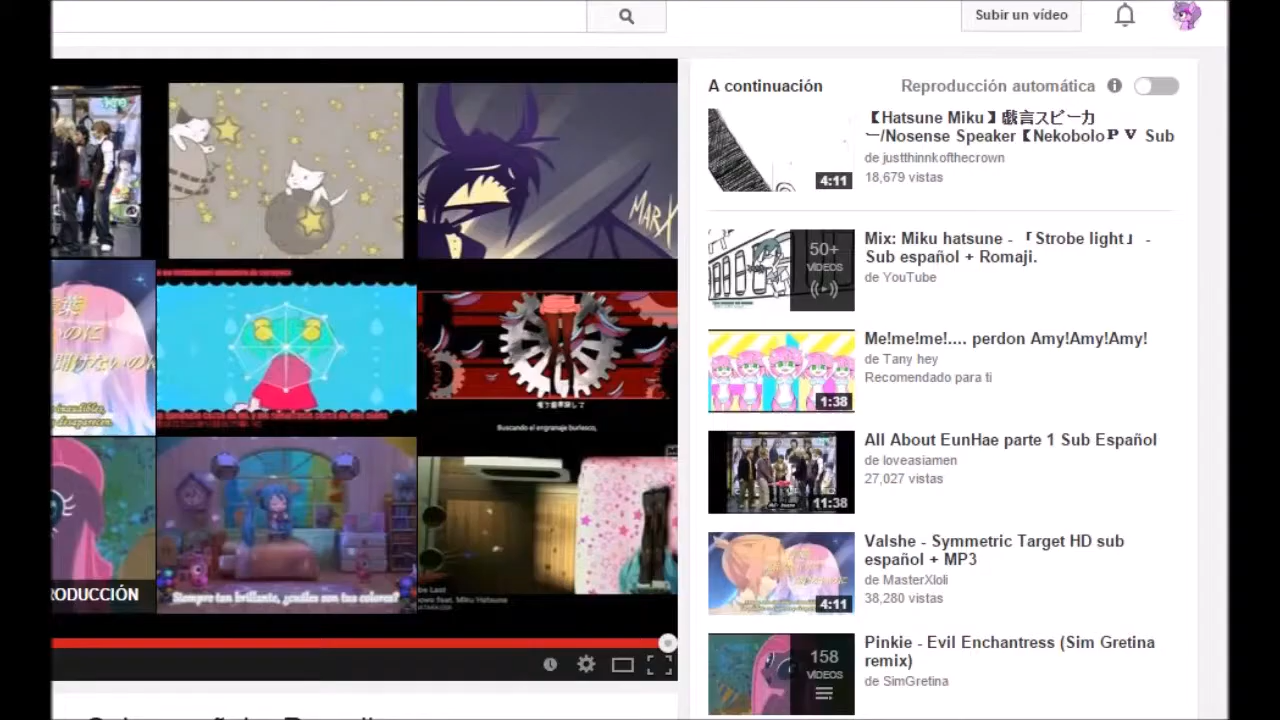 Subir un vídeo
A continuación
Reproducción automática
【Hatsune Miku】戯言スピーカ
ー/Nosense Speaker【NekoboloＰＶ Sub
de justthinnkofthecrown
18,679 vistas
4:11
Mix: Miku hatsune - 「Strobe light」 -
Sub español + Romaji.
de YouTube
50+
VÍDEOS
Me!me!me!.... perdon Amy!Amy!Amy!
de Tany hey
Recomendado para ti
1:38
All About EunHae parte 1 Sub Español
de loveasiamen
27,027 vistas
11:38
Valshe - Symmetric Target HD sub
español + MP3
de MasterXloli
38,280 vistas
4:11
Pinkie - Evil Enchantress (Sim Gretina
remix)
de SimGretina
158
VÍDEOS
MARX
Buscando el engranaje burlesco,
desaparecen.
RODUCCIÓN
Siempre tan brillante, ¿cuáles son tus colores?